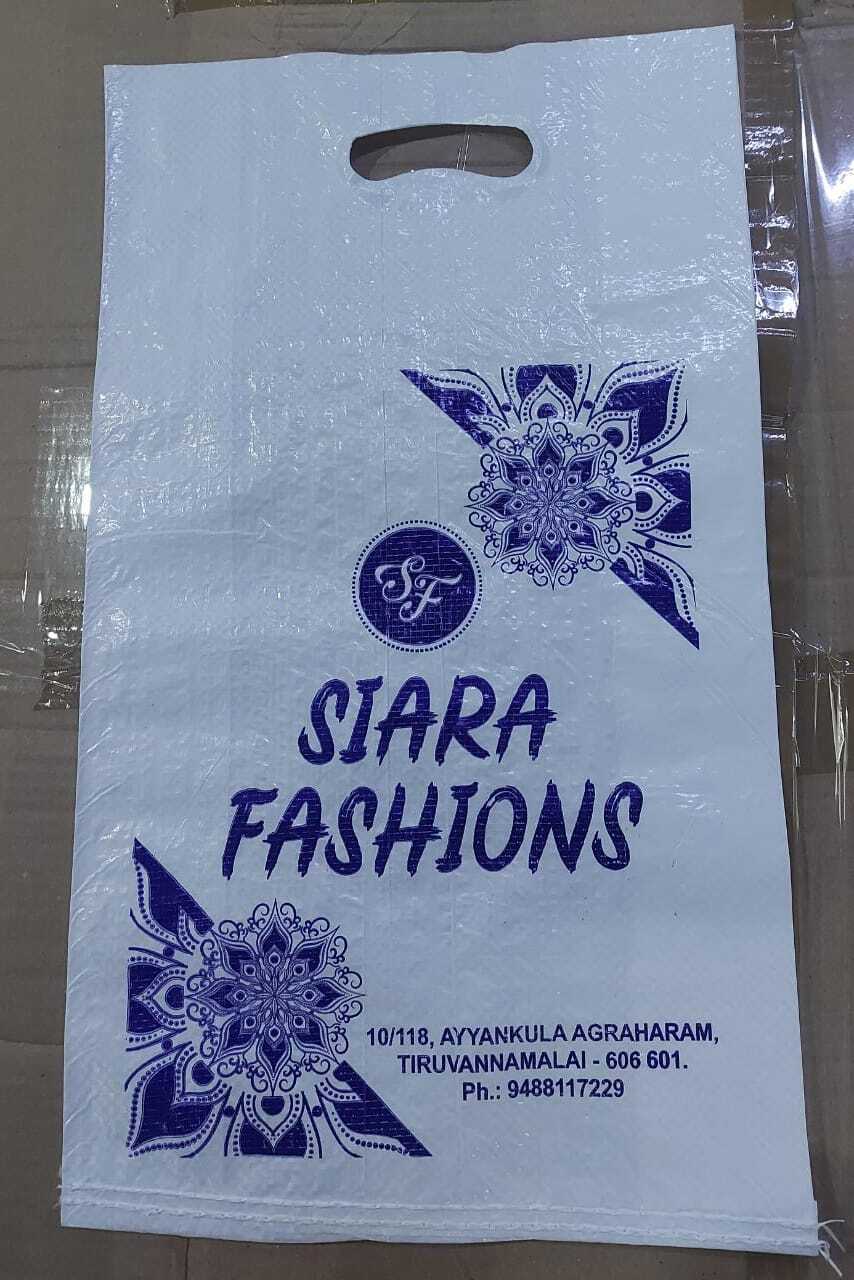 SF
SIARA
FASHIONS
10/118, AYYANKULA AGRAHARAM,
TIRUVANNAMALAI - 606 601.
Ph.: 9488117229